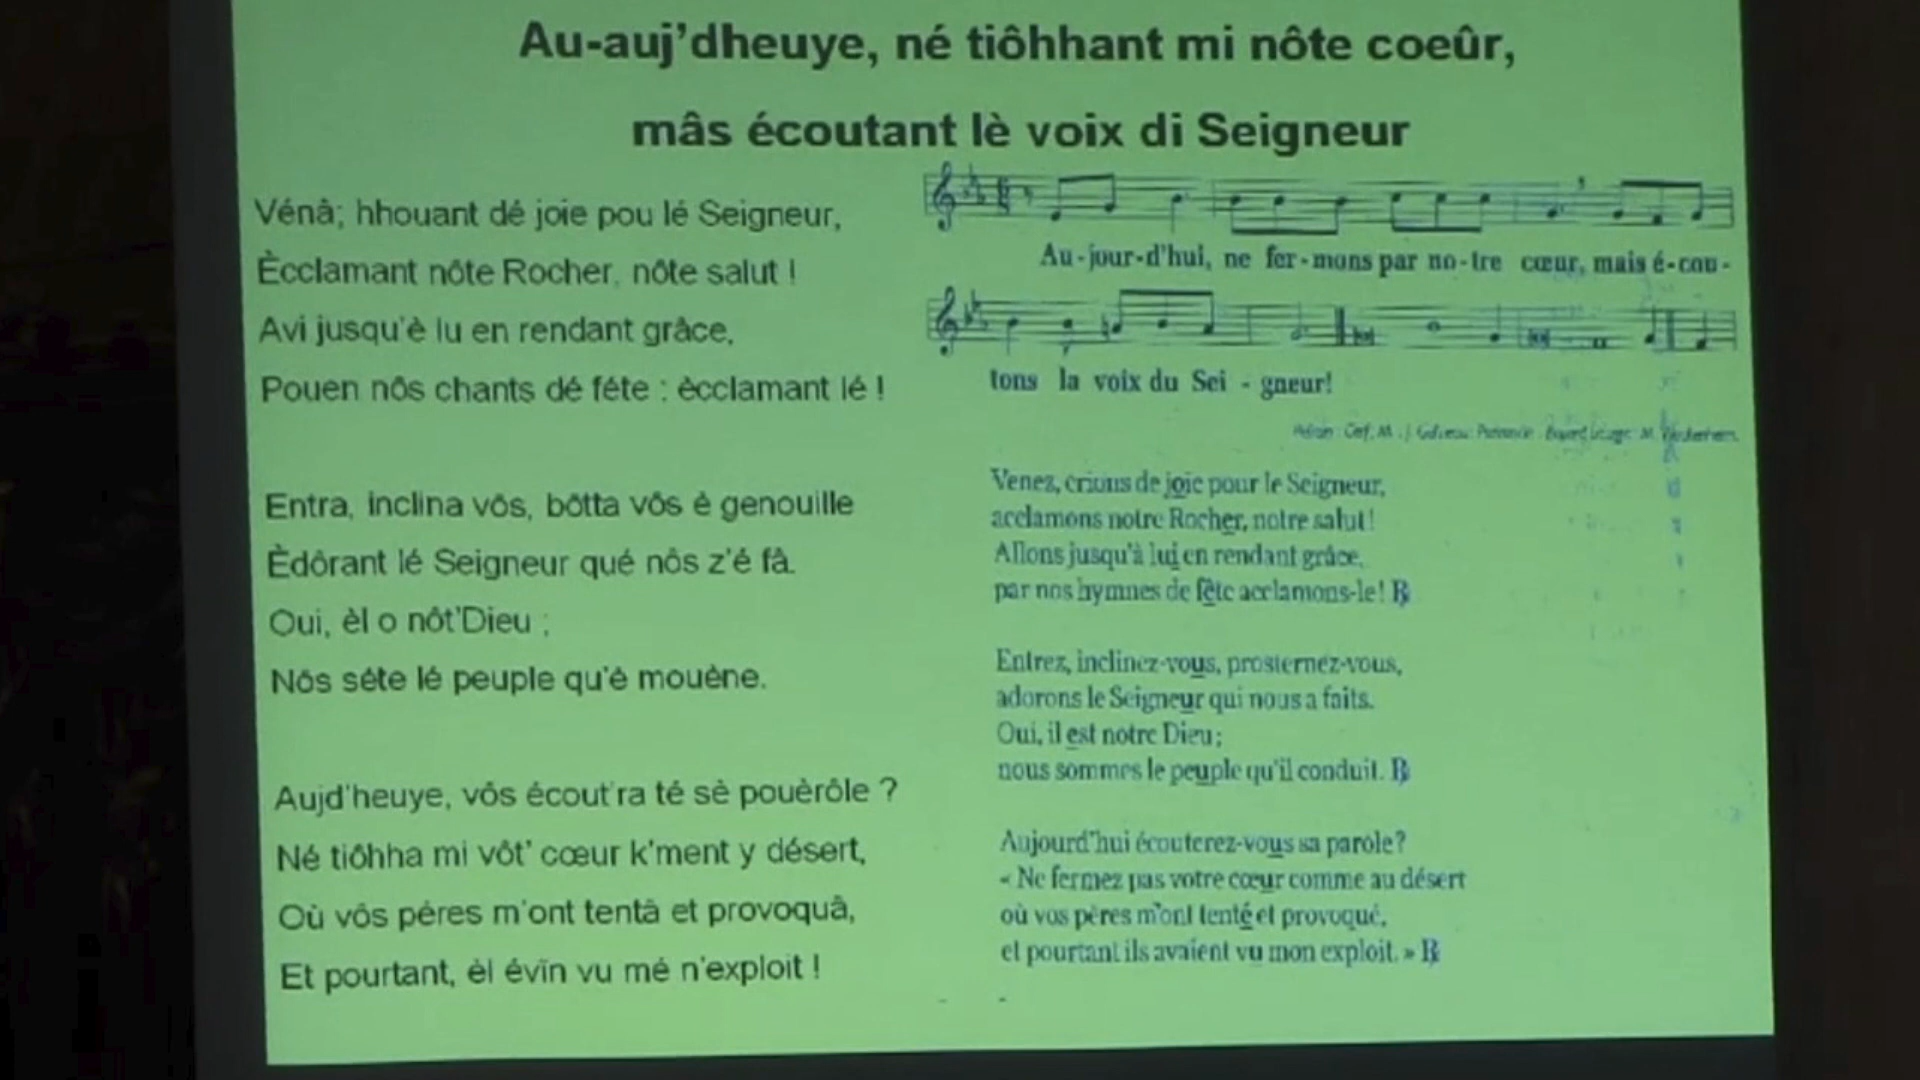 Au-auj'dheuye, né tiôhhant mi nôte coeûr,
mâs écoutant lè voix di Seigneur
Vénâ; hhouant dé joie pou lé Seigneur,
Ècclamant nôte Rocher, nôte salut !
Avi jusqu'è lu en rendant grâce,
Pouen nôs chants dé féte : ècclamant lé !
Entra, inclina vôs, bôtta vôs è genouille
Èdôrant lé Seigneur qué nôs z'é fâ.
Oui, èl o nôt'Dieu ;
Nôs séte lé peuple qu'é mouène.
Aujd'heuye, vôs écout'ra té sè pouèrôle ?
Né tiôhha mi vôt' cœur k'ment y désert,
Où vôs péres m'ont tentâ et provoquâ,
Et pourtant, èl évïn vu mé n'exploit !
Au-jour-d'hui, ne fer-mons par no-tre cœur, mais é-cou-
tons la voix du Sei - gneur!
Venez, crions de joie pour le Seigneur,
acclamons notre Rocher, notre salut!
Allons jusqu'à lui en rendant grâce,
par nos hymnes de fête acclamons-le! ℟
Entrez, inclinez-vous, prosternez-vous,
adorons le Seigneur qui nous a faits.
Oui, il est notre Dieu;
nous sommes le peuple qu'il conduit. ℟
Aujourd'hui écouterez-vous sa parole?
« Ne fermez pas votre cœur comme au désert
où vos pères m'ont tenté et provoqué,
et pourtant ils avaient vu mon exploit. » ℟